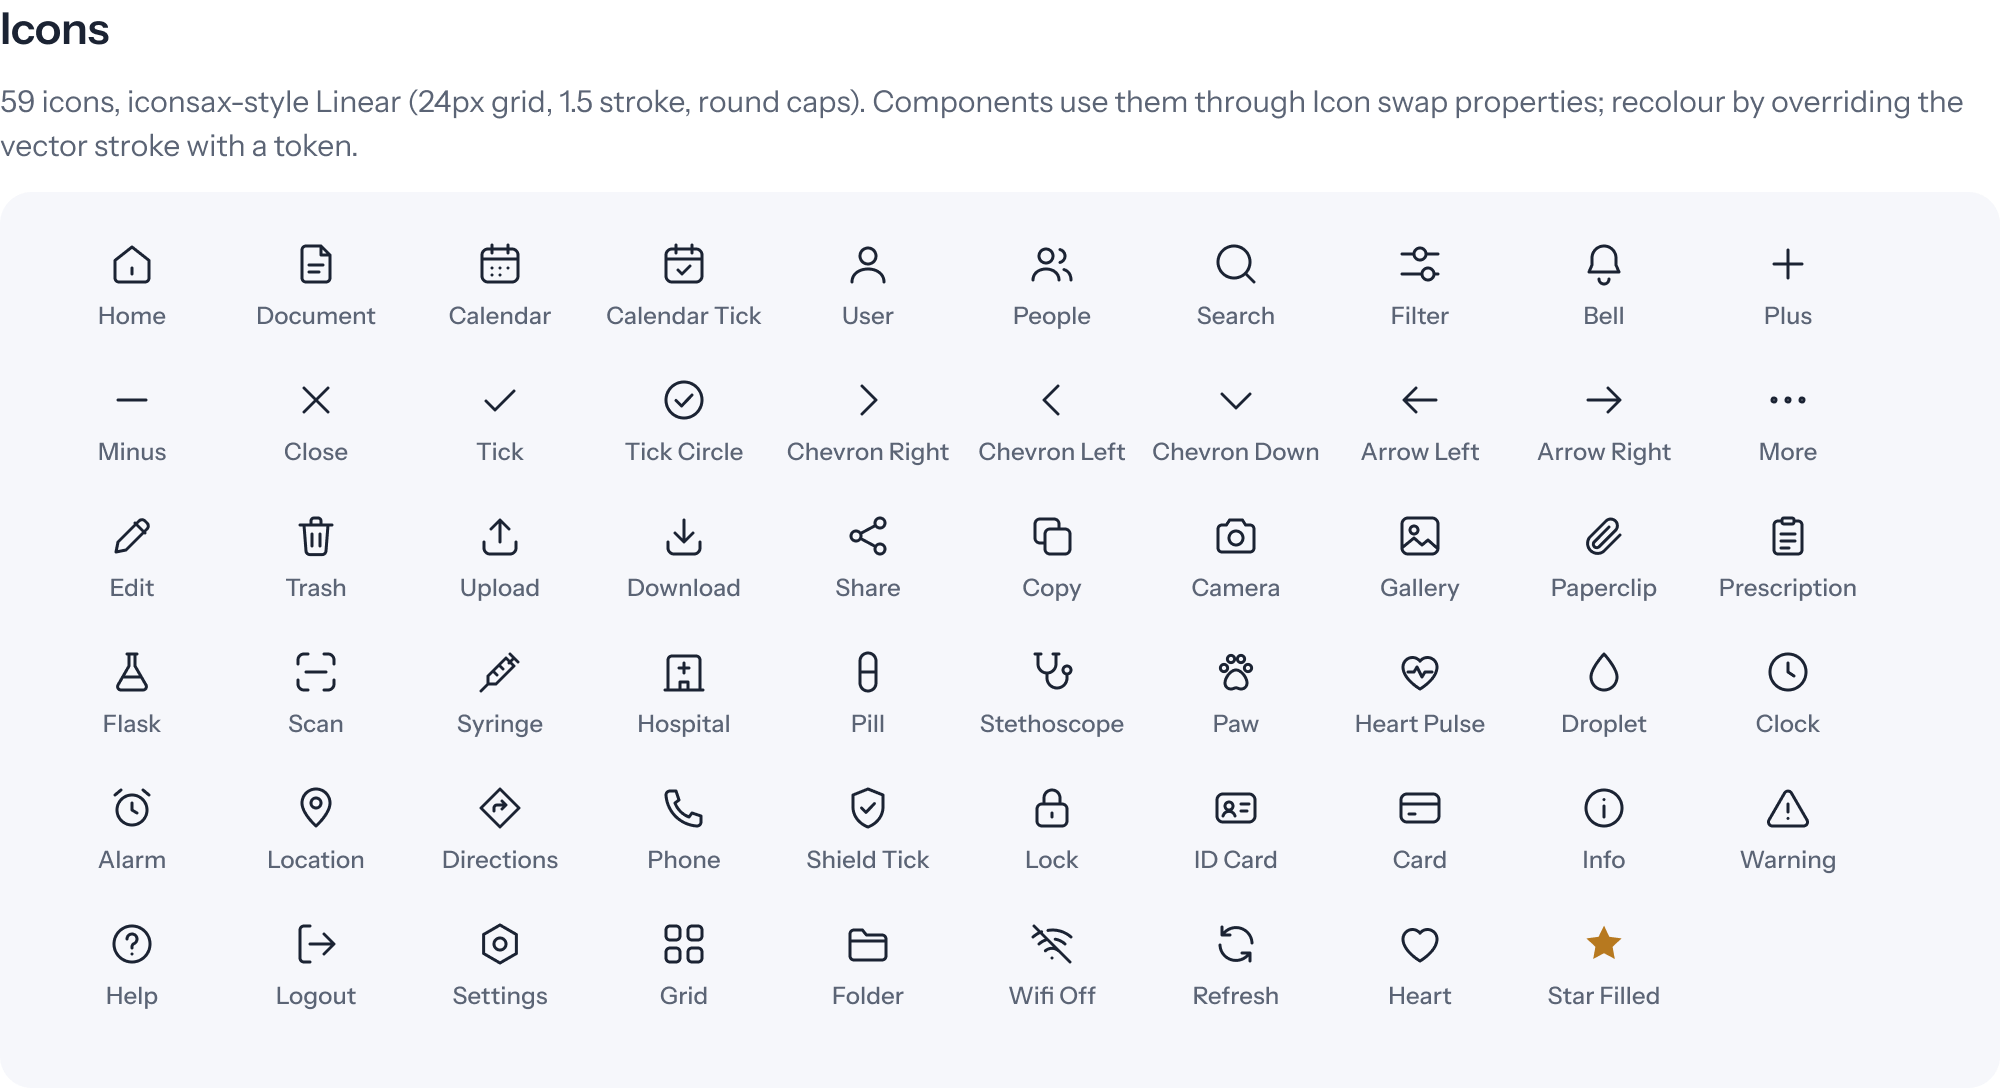 Icons
59 icons, iconsax-style Linear (24px grid, 1.5 stroke, round caps). Components use them through Icon swap properties; recolour by overriding the
vector stroke with a token.
Home Document Calendar Calendar Tick User People Search Filter Bell Plus
Minus Close Tick Tick Circle Chevron Right Chevron Left Chevron Down Arrow Left Arrow Right More
Edit Trash Upload Download Share Copy Camera Gallery Paperclip Prescription
Flask Scan Syringe Hospital Pill Stethoscope Paw Heart Pulse Droplet Clock
Alarm Location Directions Phone Shield Tick Lock ID Card Card Info Warning
Help Logout Settings Grid Folder Wifi Off Refresh Heart Star Filled